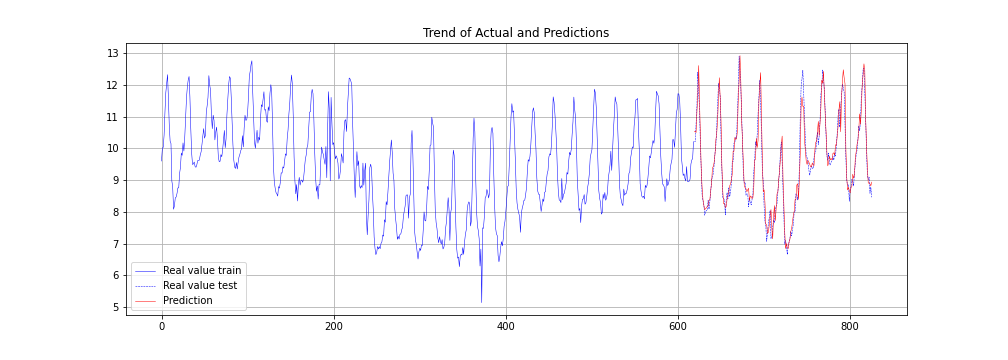 Trend of Actual and Predictions
13
12
11
10
9
8
7
6
5
Real value train
Real value test
Prediction
0 200 400 600 800